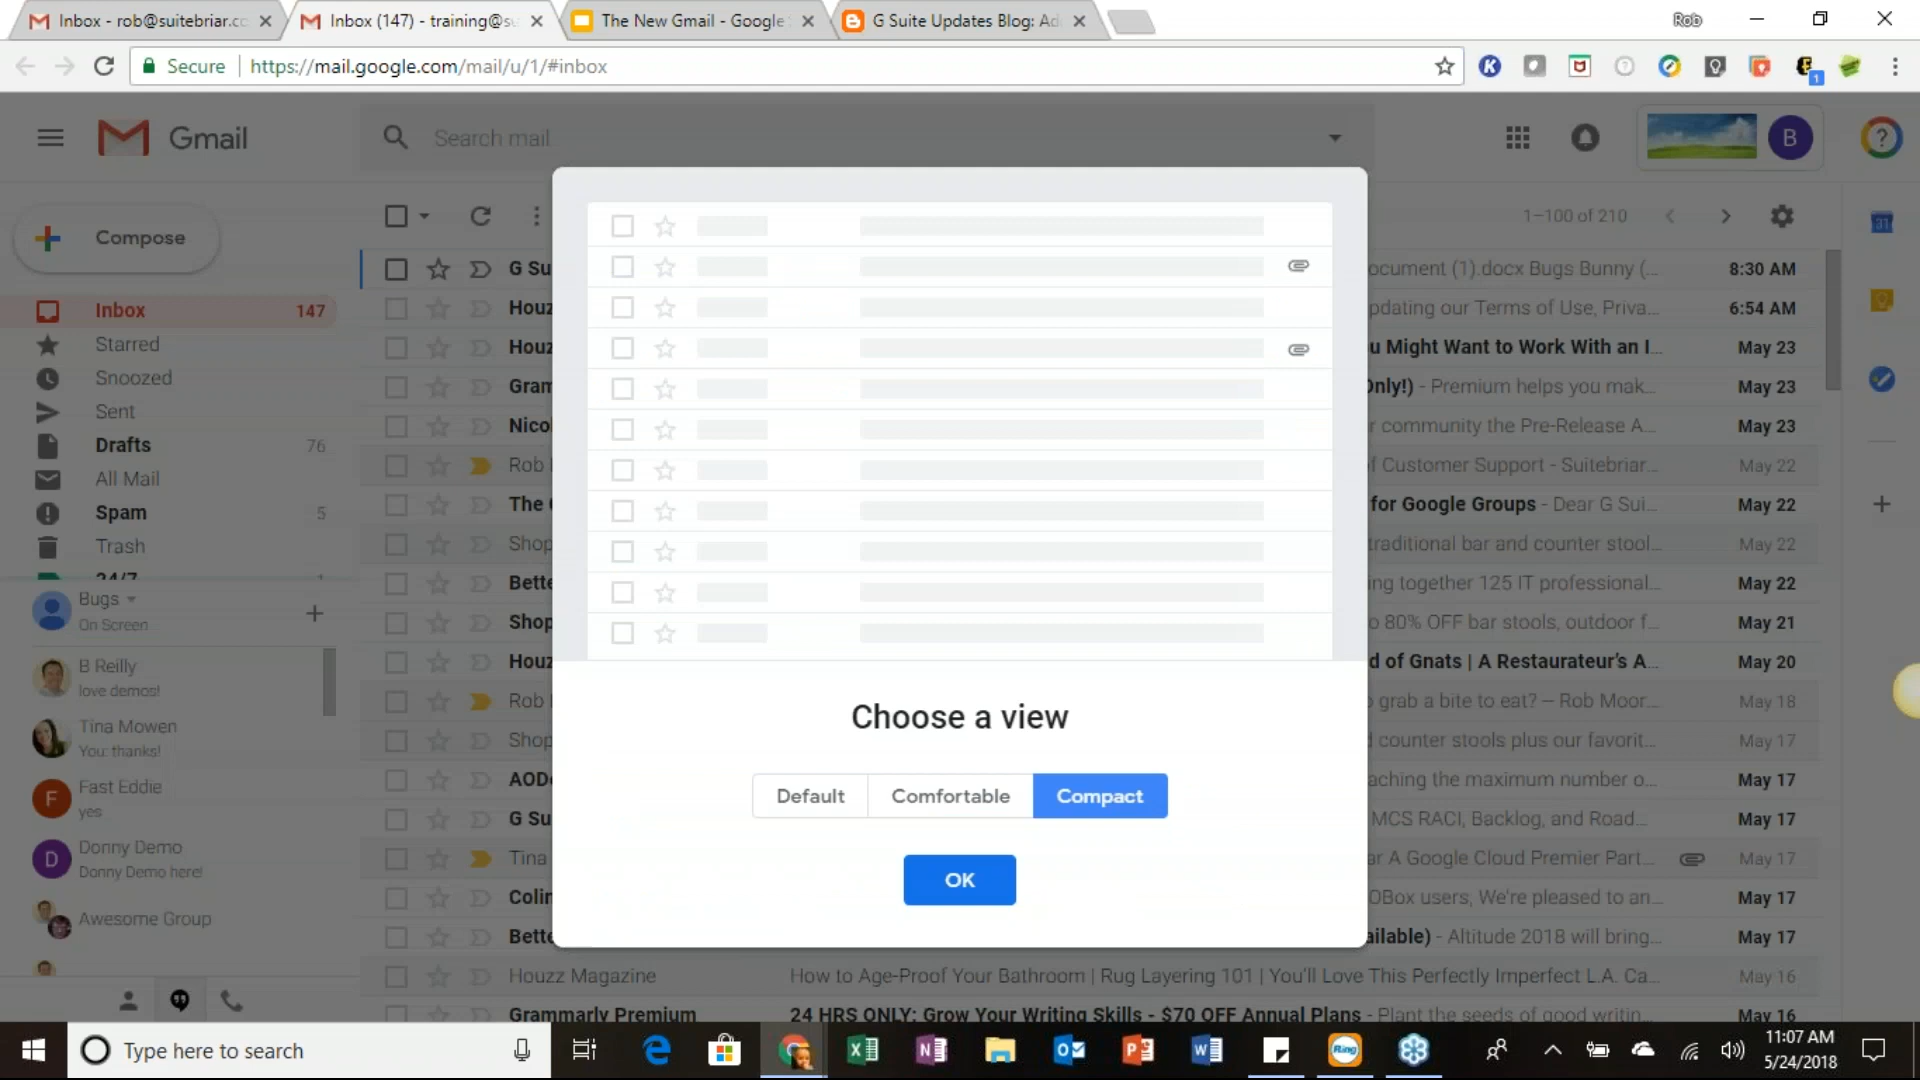 Inbox - rob@suitebriar.co
Inbox (147) - training@su
The New Gmail - Google S
G Suite Updates Blog: Ad
Rob
Secure
https://mail.google.com/mail/u/1/#inbox
1
Gmail
Search mail
B
?
Compose
1–100 of 210
31
Inbox 147
Starred
Snoozed
Sent
Drafts 76
All Mail
Spam 5
Trash
24/7 1
Bugs
On Screen
B Reilly
love demos!
Tina Mowen
You: thanks!
F
Fast Eddie
yes
D
Donny Demo
Donny Demo here!
Awesome Group
G Su ocument (1).docx Bugs Bunny (... 8:30 AM
Houz pdating our Terms of Use, Priva... 6:54 AM
Houz u Might Want to Work With an I... May 23
Gram Only!) - Premium helps you mak... May 23
Nicol r community the Pre-Release A... May 23
Rob f Customer Support - Suitebriar... May 22
The for Google Groups - Dear G Sui... May 22
Shop traditional bar and counter stool... May 22
Bette ng together 125 IT professional... May 22
Shop o 80% OFF bar stools, outdoor f... May 21
Houz d of Gnats | A Restaurateur's A... May 20
Rob o grab a bite to eat? – Rob Moor... May 18
Shop d counter stools plus our favorit... May 17
AODo aching the maximum number o... May 17
G Su MCS RACI, Backlog, and Road... May 17
Tina ar A Google Cloud Premier Part... May 17
Colin OBox users, We're pleased to an... May 17
Bette ailable) - Altitude 2018 will bring... May 17
Houzz Magazine How to Age-Proof Your Bathroom | Rug Layering 101 | You'll Love This Perfectly Imperfect L.A. Ca... May 16
Grammarly Premium 24 HRS ONLY: Grow Your Writing Skills - $70 OFF Annual Plans - Plant the seeds of good writin... May 16
Choose a view
Default Comfortable Compact
OK
Type here to search
Ring
11:07 AM
5/24/2018